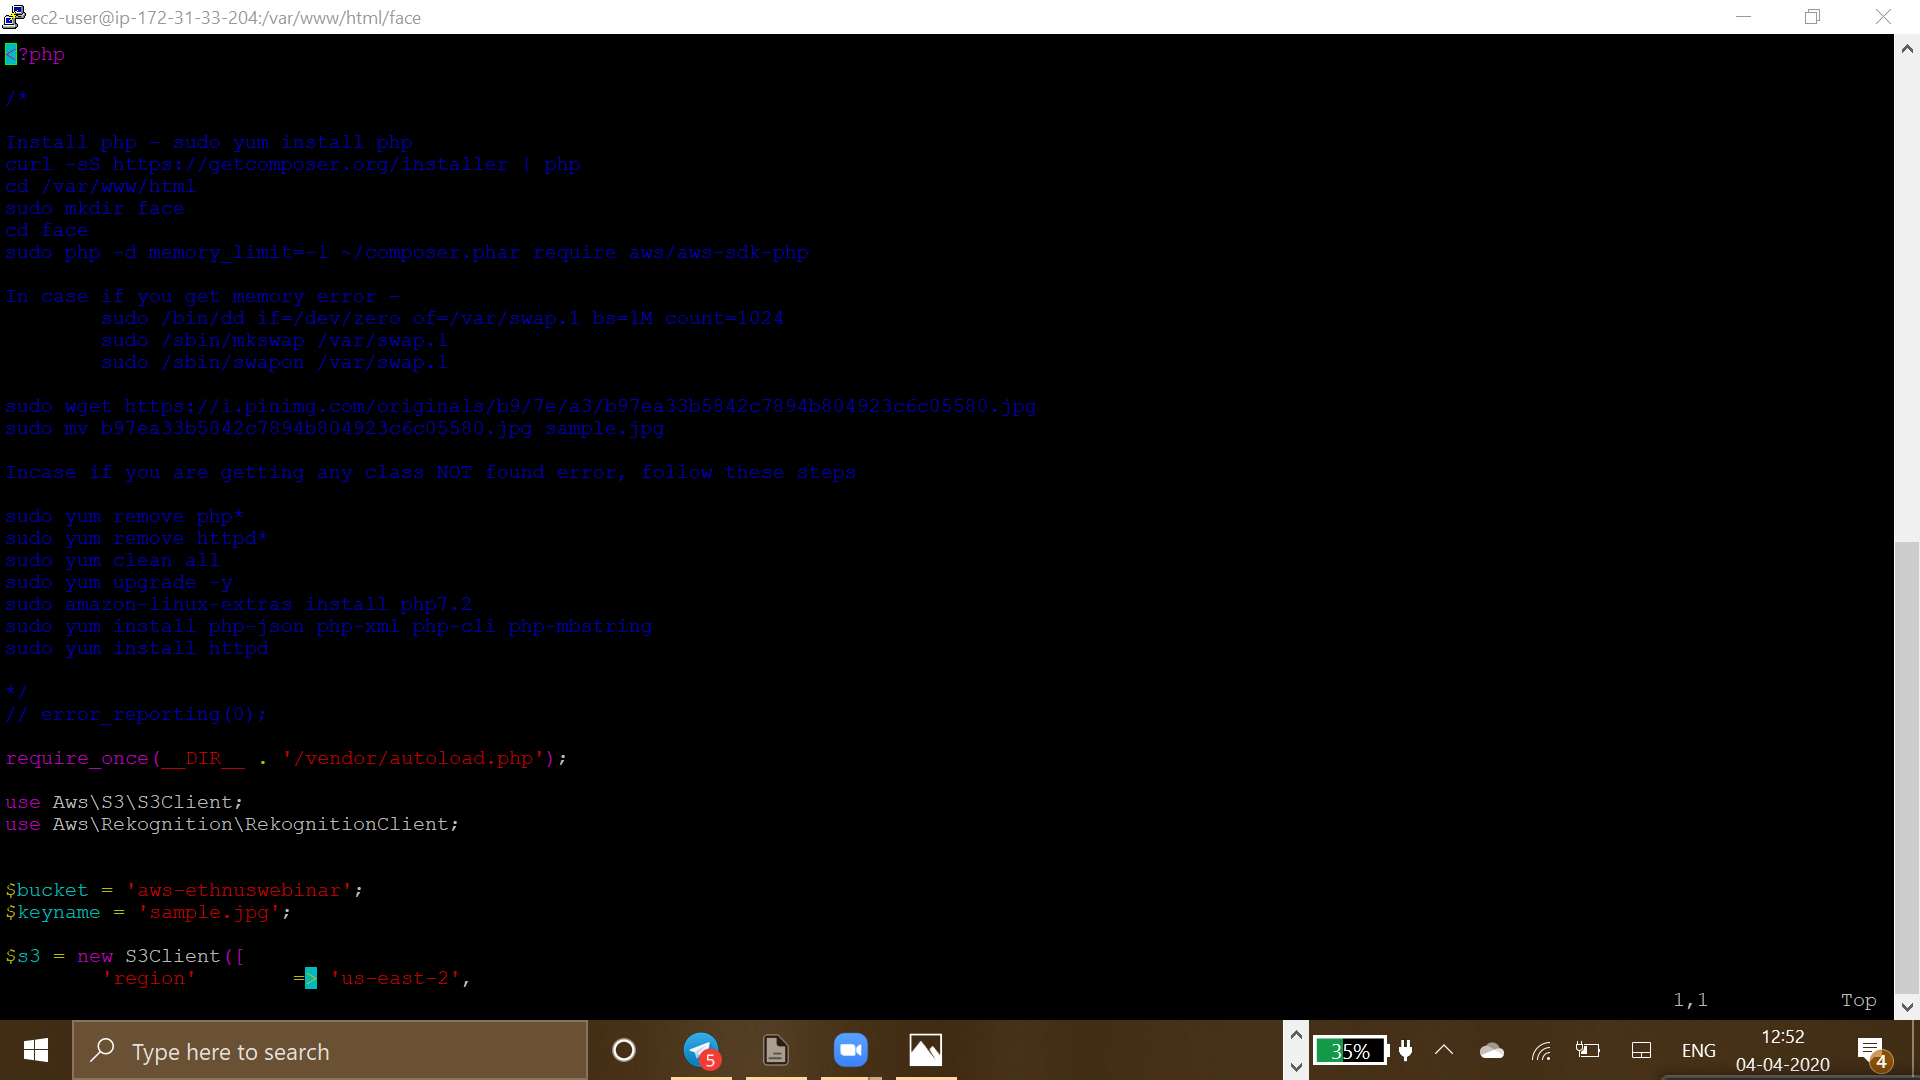 ec2-user@ip-172-31-33-204:/var/www/html/face
<?php
/*
Install php - sudo yum install php
curl -sS https://getcomposer.org/installer | php
cd /var/www/html
sudo mkdir face
cd face
sudo php -d memory_limit=-1 ~/composer.phar require aws/aws-sdk-php
In case if you get memory error -
sudo /bin/dd if=/dev/zero of=/var/swap.1 bs=1M count=1024
sudo /sbin/mkswap /var/swap.1
sudo /sbin/swapon /var/swap.1
sudo wget https://i.pinimg.com/originals/b9/7e/a3/b97ea33b5842c7894b804923c6c05580.jpg
sudo mv b97ea33b5842c7894b804923c6c05580.jpg sample.jpg
Incase if you are getting any class NOT found error, follow these steps
sudo yum remove php*
sudo yum remove httpd*
sudo yum clean all
sudo yum upgrade -y
sudo amazon-linux-extras install php7.2
sudo yum install php-json php-xml php-cli php-mbstring
sudo yum install httpd
*/
// error_reporting(0);
require_once(__DIR__ . '/vendor/autoload.php');
use Aws\S3\S3Client;
use Aws\Rekognition\RekognitionClient;
$bucket = 'aws-ethnuswebinar';
$keyname = 'sample.jpg';
$s3 = new S3Client([
'region' => 'us-east-2',
1,1 Top
Type here to search
5
35%
ENG
12:52
04-04-2020
4